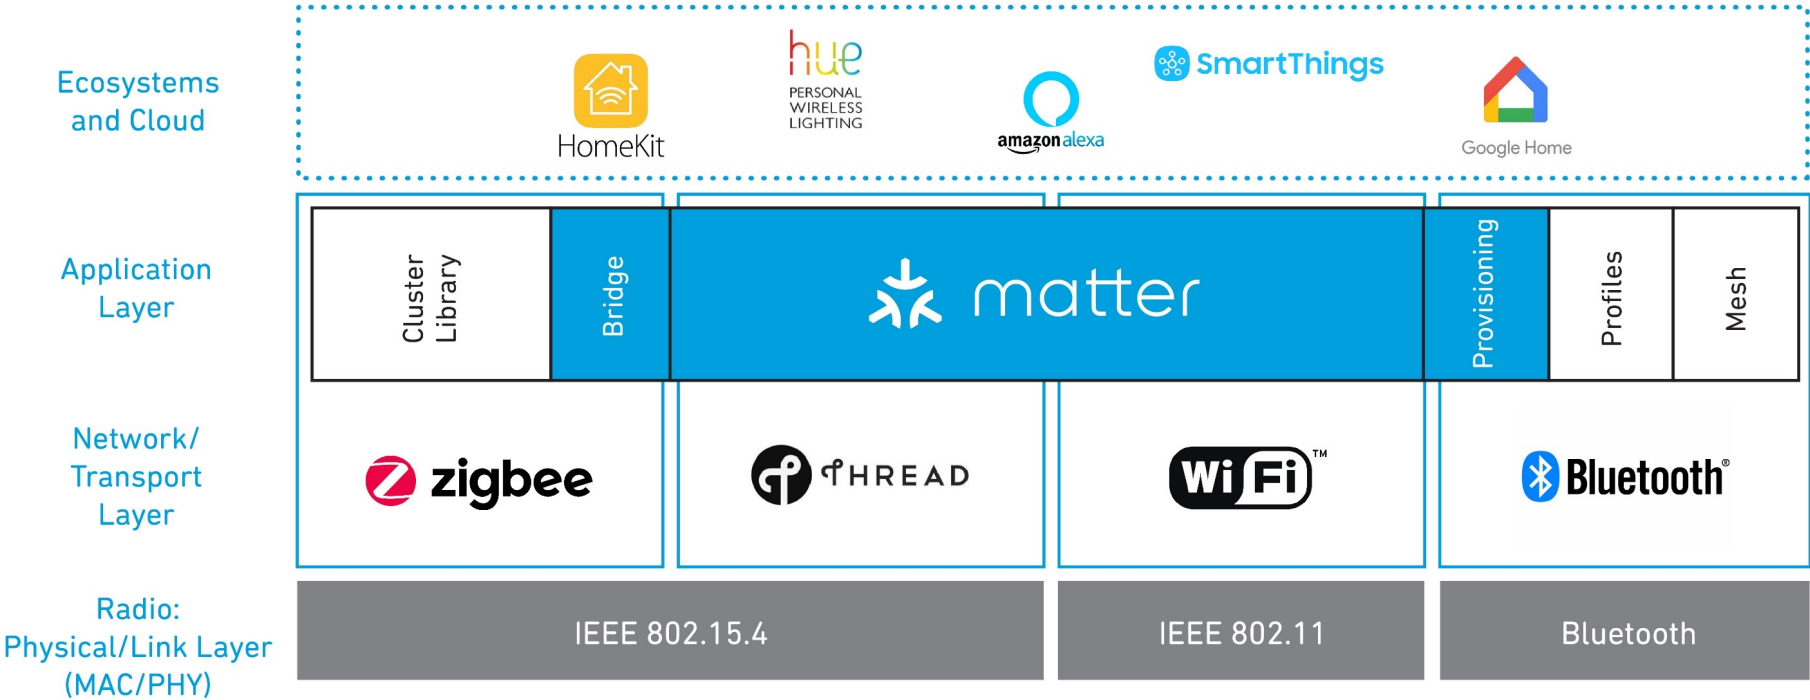 Ecosystems
and Cloud
HomeKit
hue
PERSONAL
WIRELESS
LIGHTING
amazon alexa
SmartThings
Google Home
Application
Layer
Cluster
Library
Bridge
matter
Provisioning
Profiles
Mesh
Network/
Transport
Layer
zigbee
THREAD
Wi Fi™
Bluetooth®
Radio:
Physical/Link Layer
(MAC/PHY)
IEEE 802.15.4
IEEE 802.11
Bluetooth